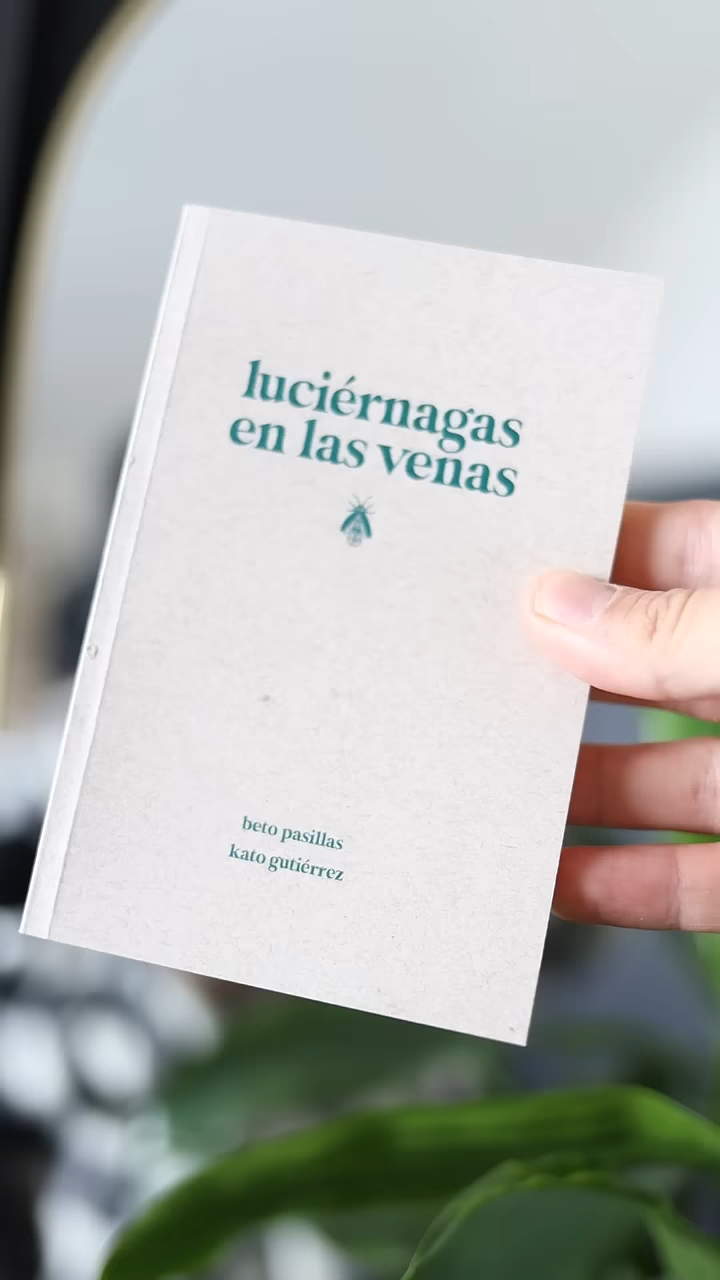 luciérnagas
en las venas
beto pasillas
kato gutiérrez